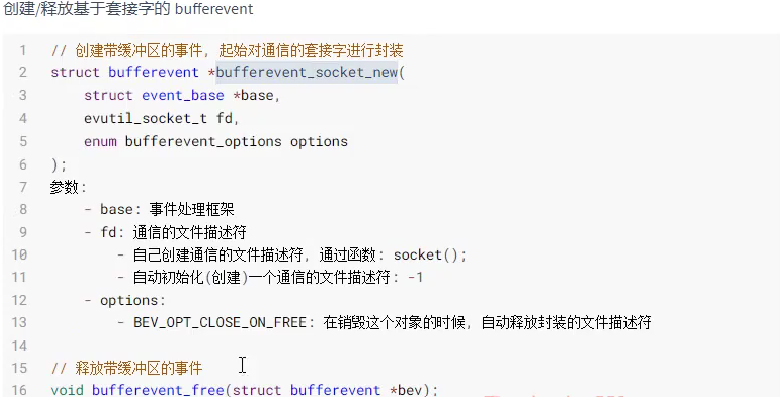 创建/释放基于套接字的 bufferevent
1 // 创建带缓冲区的事件, 起始对通信的套接字进行封装
2 struct bufferevent *bufferevent_socket_new(
3 struct event_base *base,
4 evutil_socket_t fd,
5 enum bufferevent_options options
6 );
7 参数:
8 - base: 事件处理框架
9 - fd: 通信的文件描述符
10 - 自己创建通信的文件描述符, 通过函数: socket();
11 - 自动初始化(创建)一个通信的文件描述符: -1
12 - options:
13 - BEV_OPT_CLOSE_ON_FREE: 在销毁这个对象的时候, 自动释放封装的文件描述符
14
15 // 释放带缓冲区的事件
16 void bufferevent_free(struct bufferevent *bev);